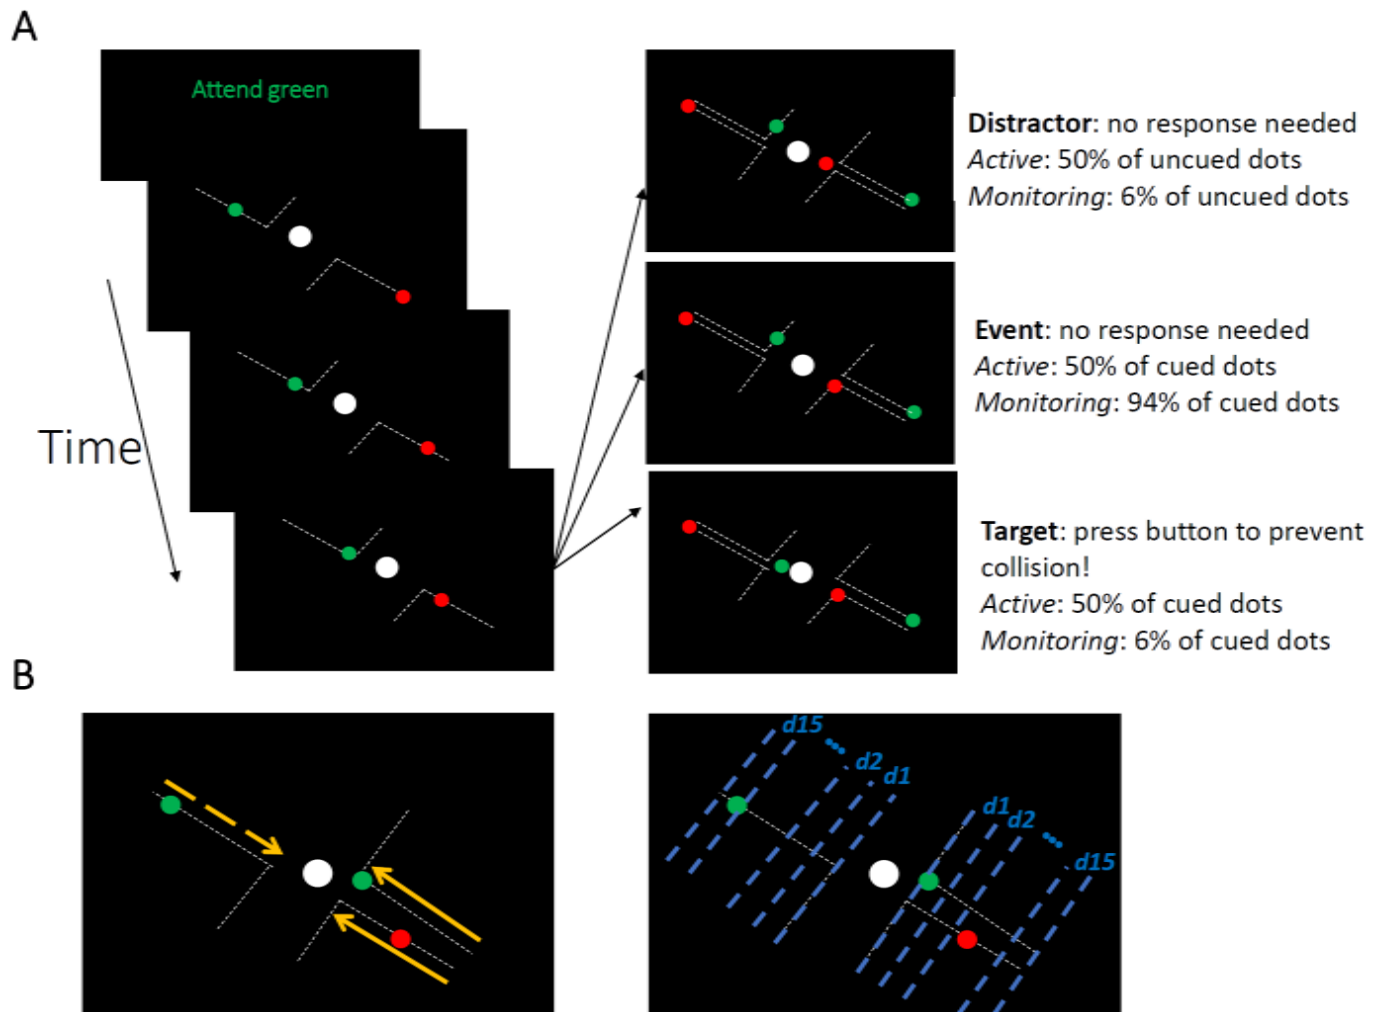 A
Attend green
Time
Distractor: no response needed
Active: 50% of uncued dots
Monitoring: 6% of uncued dots
Event: no response needed
Active: 50% of cued dots
Monitoring: 94% of cued dots
Target: press button to prevent
collision!
Active: 50% of cued dots
Monitoring: 6% of cued dots
B
d15
d2
d1
d1
d2
d15